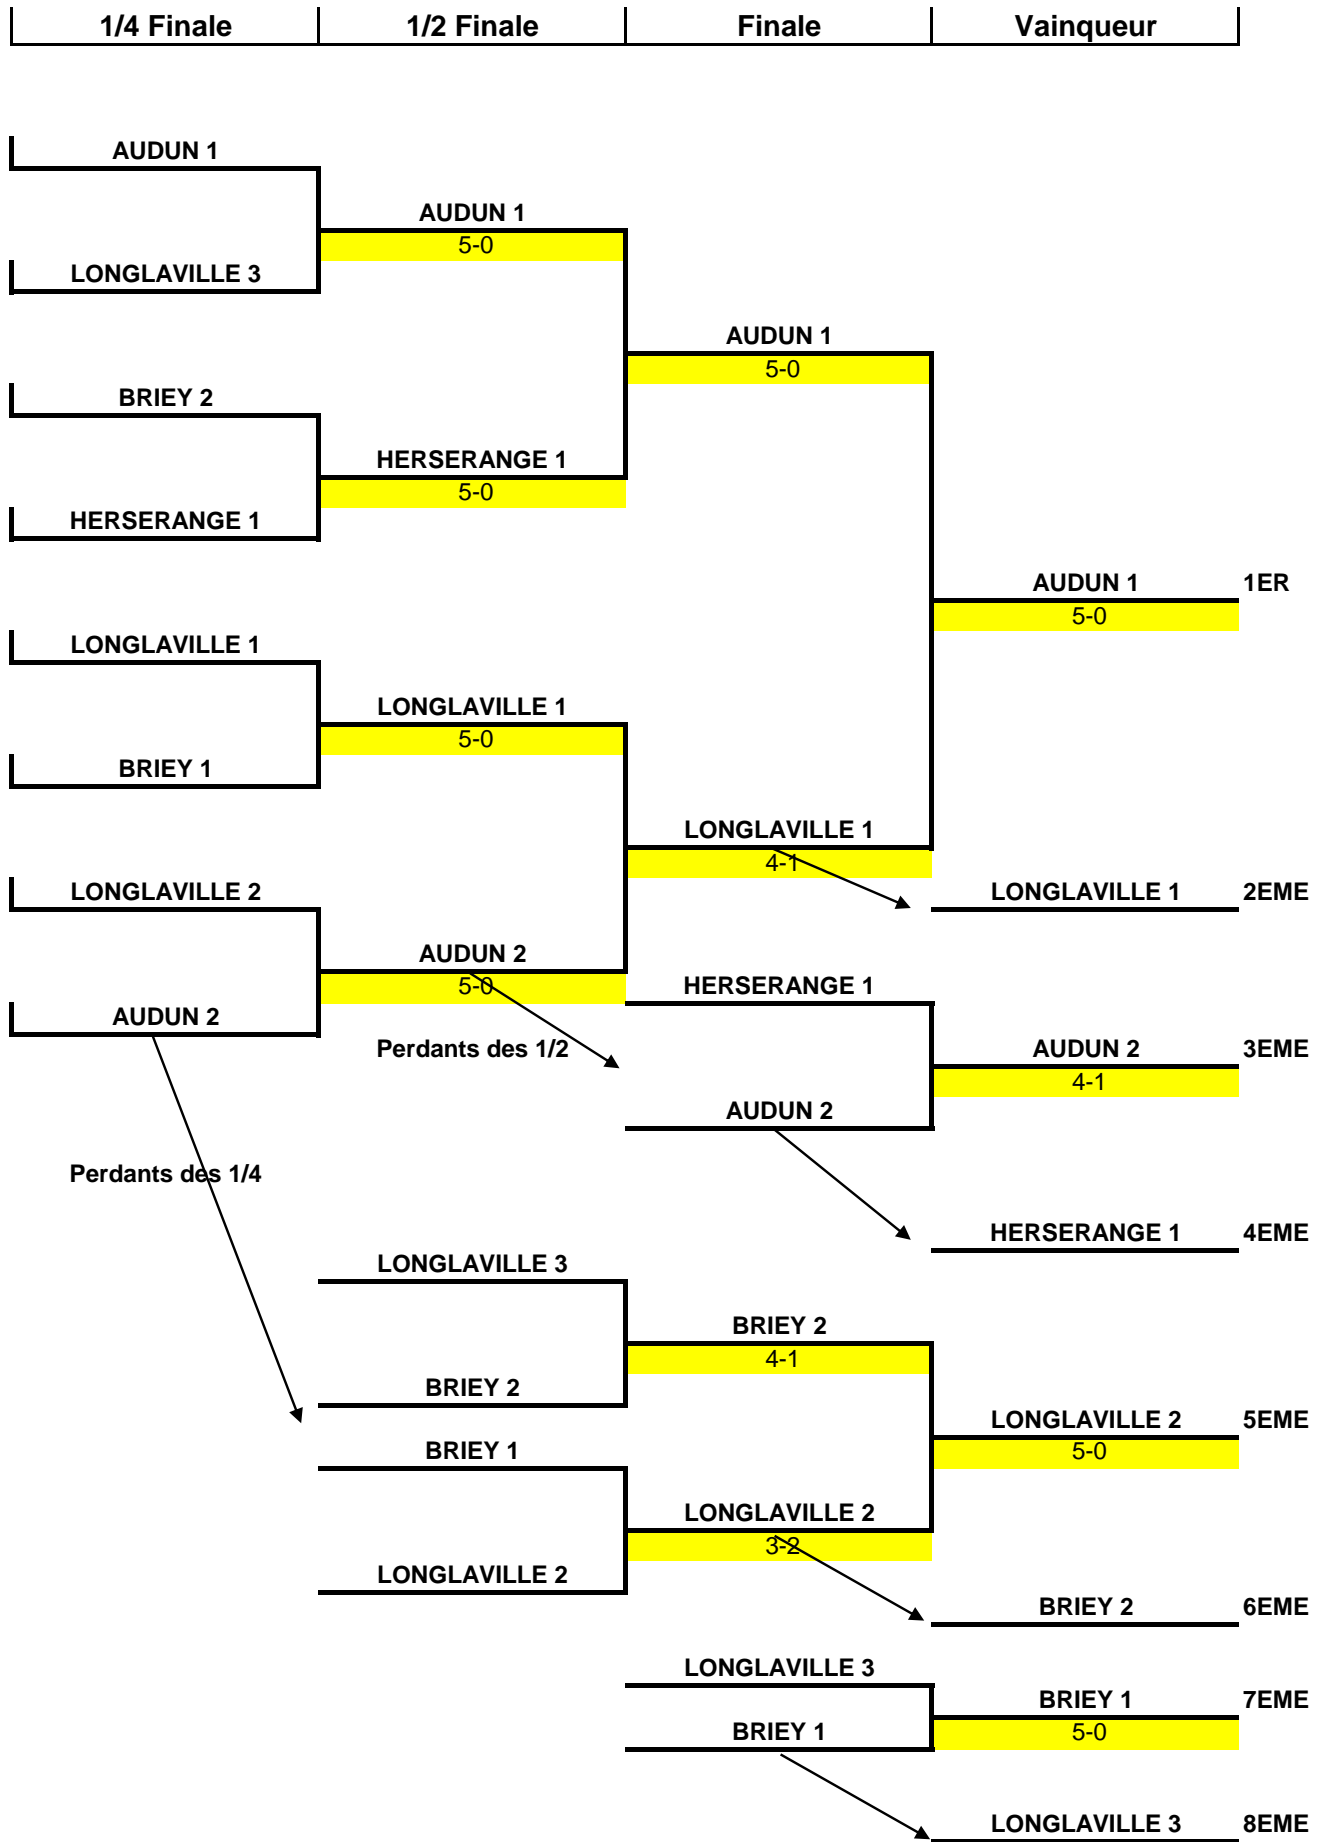 1/4 Finale 1/2 Finale Finale Vainqueur
AUDUN 1
AUDUN 1
5-0
LONGLAVILLE 3
AUDUN 1
5-0
BRIEY 2
HERSERANGE 1
5-0
HERSERANGE 1
AUDUN 1 1ER
5-0
LONGLAVILLE 1
LONGLAVILLE 1
5-0
BRIEY 1
LONGLAVILLE 1
4-1
LONGLAVILLE 2 LONGLAVILLE 1 2EME
AUDUN 2
5-0 HERSERANGE 1
AUDUN 2
Perdants des 1/2 AUDUN 2 3EME
4-1
AUDUN 2
Perdants des 1/4
HERSERANGE 1 4EME
LONGLAVILLE 3
BRIEY 2
4-1
BRIEY 2
LONGLAVILLE 2 5EME
BRIEY 1 5-0
LONGLAVILLE 2
3-2
LONGLAVILLE 2
BRIEY 2 6EME
LONGLAVILLE 3
BRIEY 1 7EME
BRIEY 1 5-0
LONGLAVILLE 3 8EME